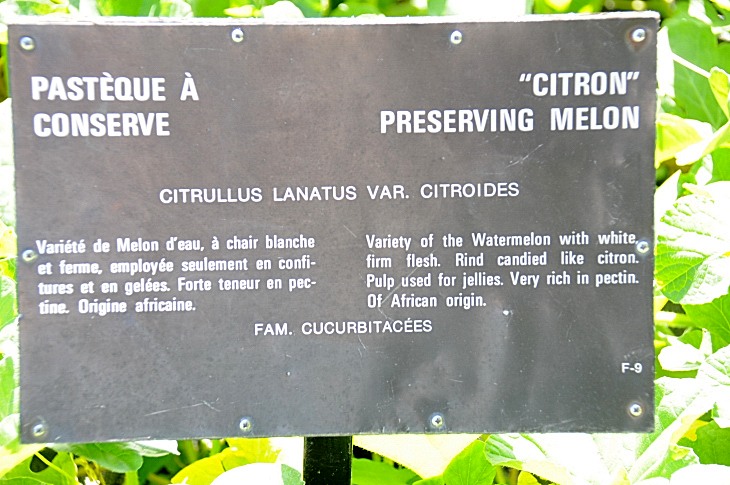 PASTÈQUE À
CONSERVE
"CITRON"
PRESERVING MELON
CITRULLUS LANATUS VAR. CITROIDES
Variété de Melon d'eau, à chair blanche
et ferme, employée seulement en confi-
tures et en gelées. Forte teneur en pec-
tine. Origine africaine.
Variety of the Watermelon with white,
firm flesh. Rind candied like citron.
Pulp used for jellies. Very rich in pectin.
Of African origin.
FAM. CUCURBITACÉES
F-9